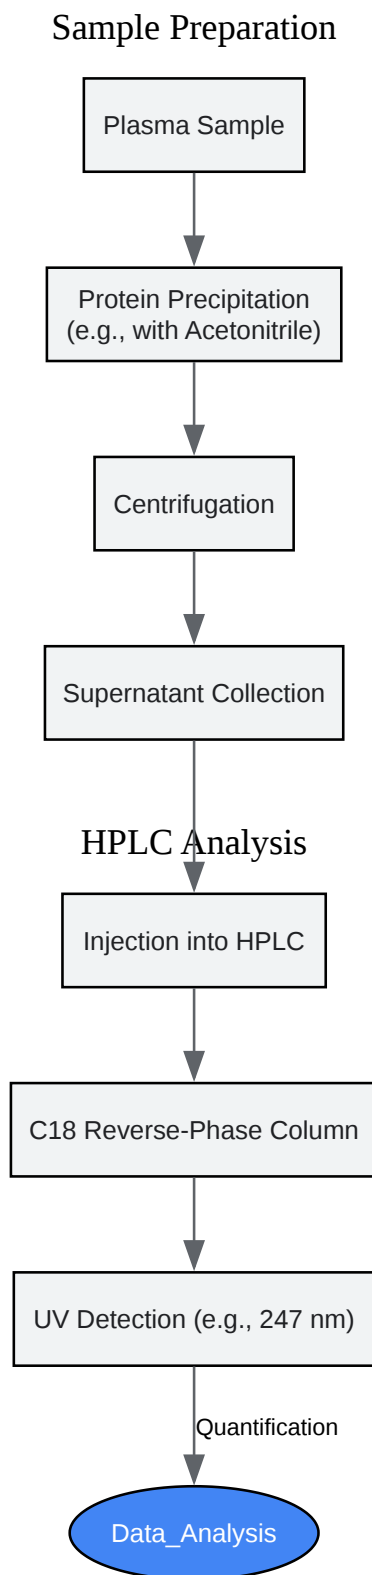 Sample Preparation
Plasma Sample
Protein Precipitation
(e.g., with Acetonitrile)
Centrifugation
Supernatant Collection
HPLC Analysis
Injection into HPLC
C18 Reverse-Phase Column
UV Detection (e.g., 247 nm)
Quantification
Data_Analysis